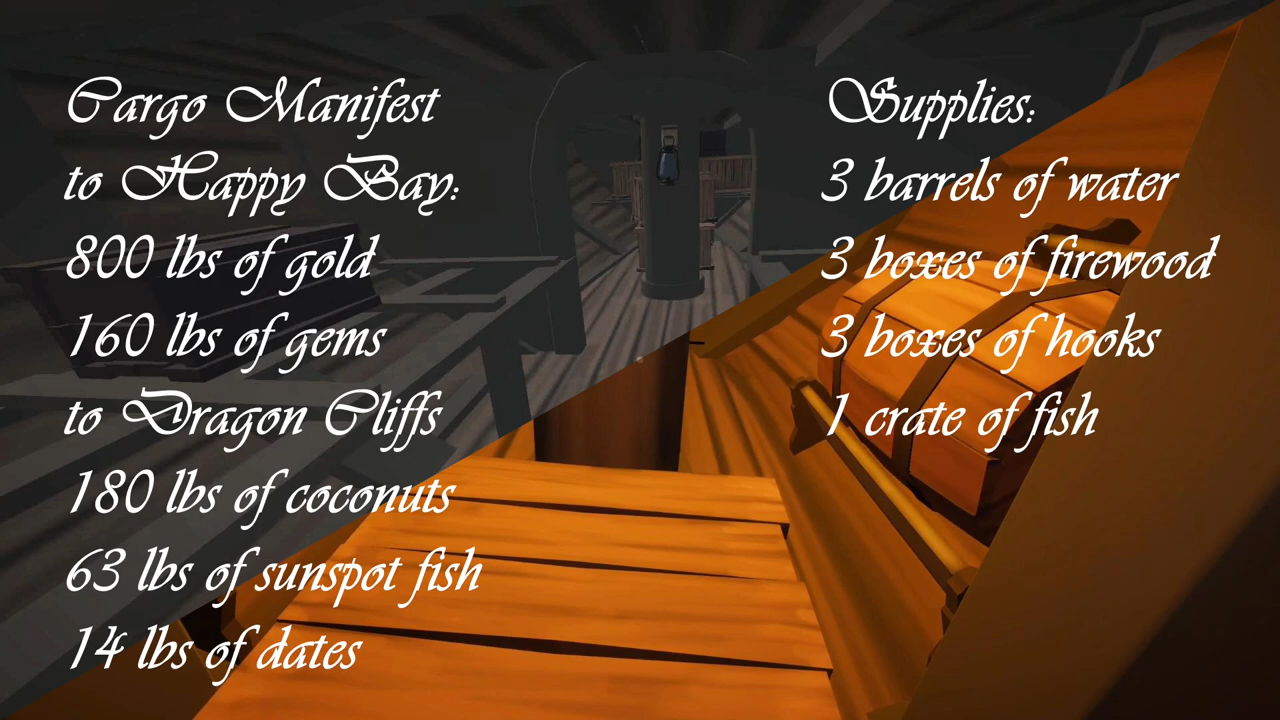 Cargo Manifest
to Happy Bay:
800 lbs of gold
160 lbs of gems
to Dragon Cliffs
180 lbs of coconuts
63 lbs of sunspot fish
14 lbs of dates
Supplies:
3 barrels of water
3 boxes of firewood
3 boxes of hooks
1 crate of fish